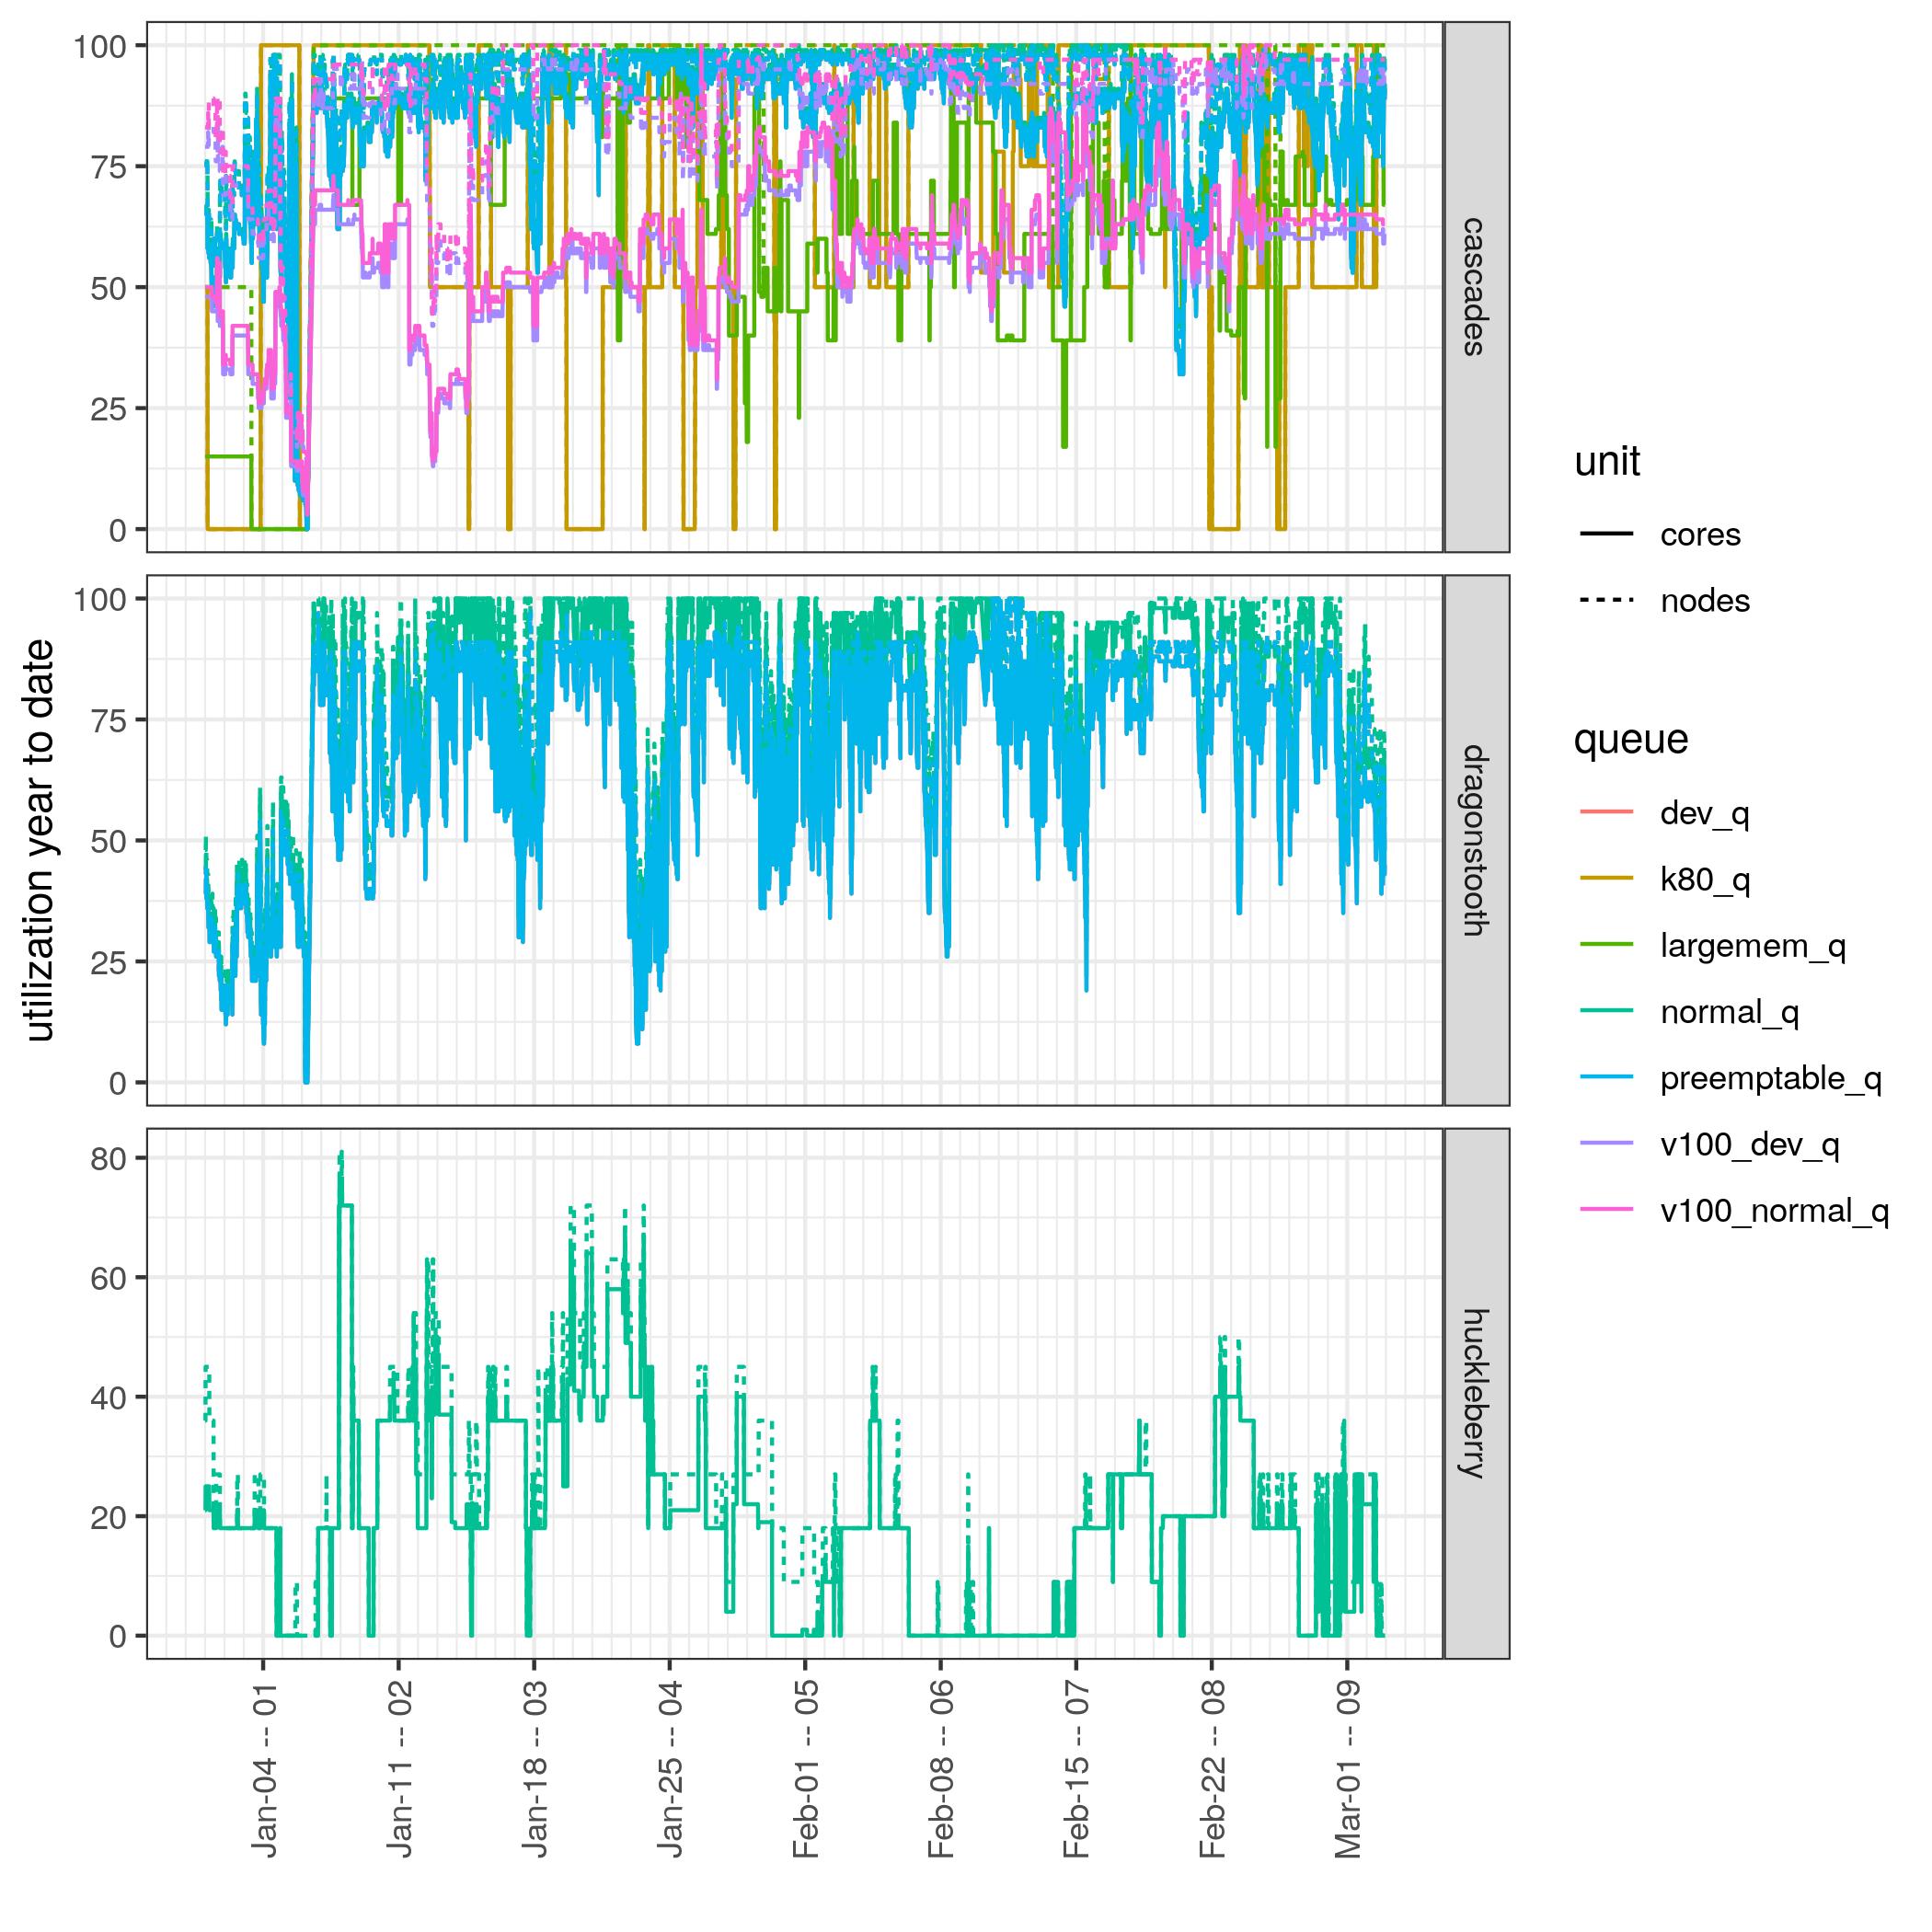 utilization year to date
100
75
50
25
0
cascades
100
75
50
25
0
dragonstooth
80
60
40
20
0
huckleberry
Jan-04 -- 01
Jan-11 -- 02
Jan-18 -- 03
Jan-25 -- 04
Feb-01 -- 05
Feb-08 -- 06
Feb-15 -- 07
Feb-22 -- 08
Mar-01 -- 09
unit
cores
nodes
queue
dev_q
k80_q
largemem_q
normal_q
preemptable_q
v100_dev_q
v100_normal_q